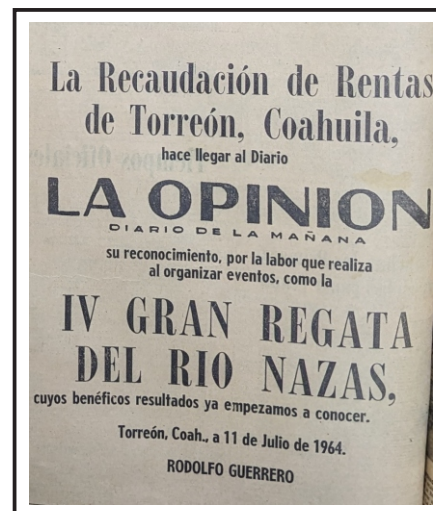 La Recaudación de Rentas
de Torreón, Coahuila,
hace llegar al Diario
LA OPINION
DIARIO DE LA MAÑANA
su reconocimiento, por la labor que realiza
al organizar eventos, como la
IV GRAN REGATA
DEL RIO NAZAS,
cuyos benéficos resultados ya empezamos a conocer.
Torreón, Coah., a 11 de Julio de 1964.
RODOLFO GUERRERO